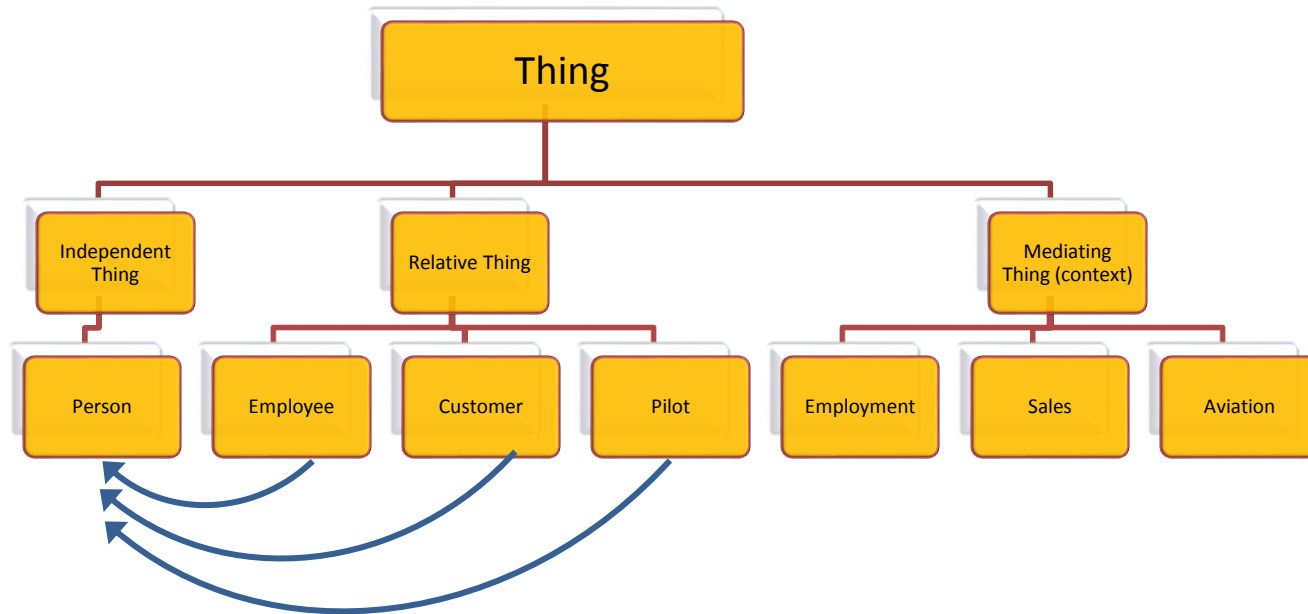 Thing
Independent
Thing
Relative Thing
Mediating
Thing (context)
Person
Employee
Customer
Pilot
Employment
Sales
Aviation